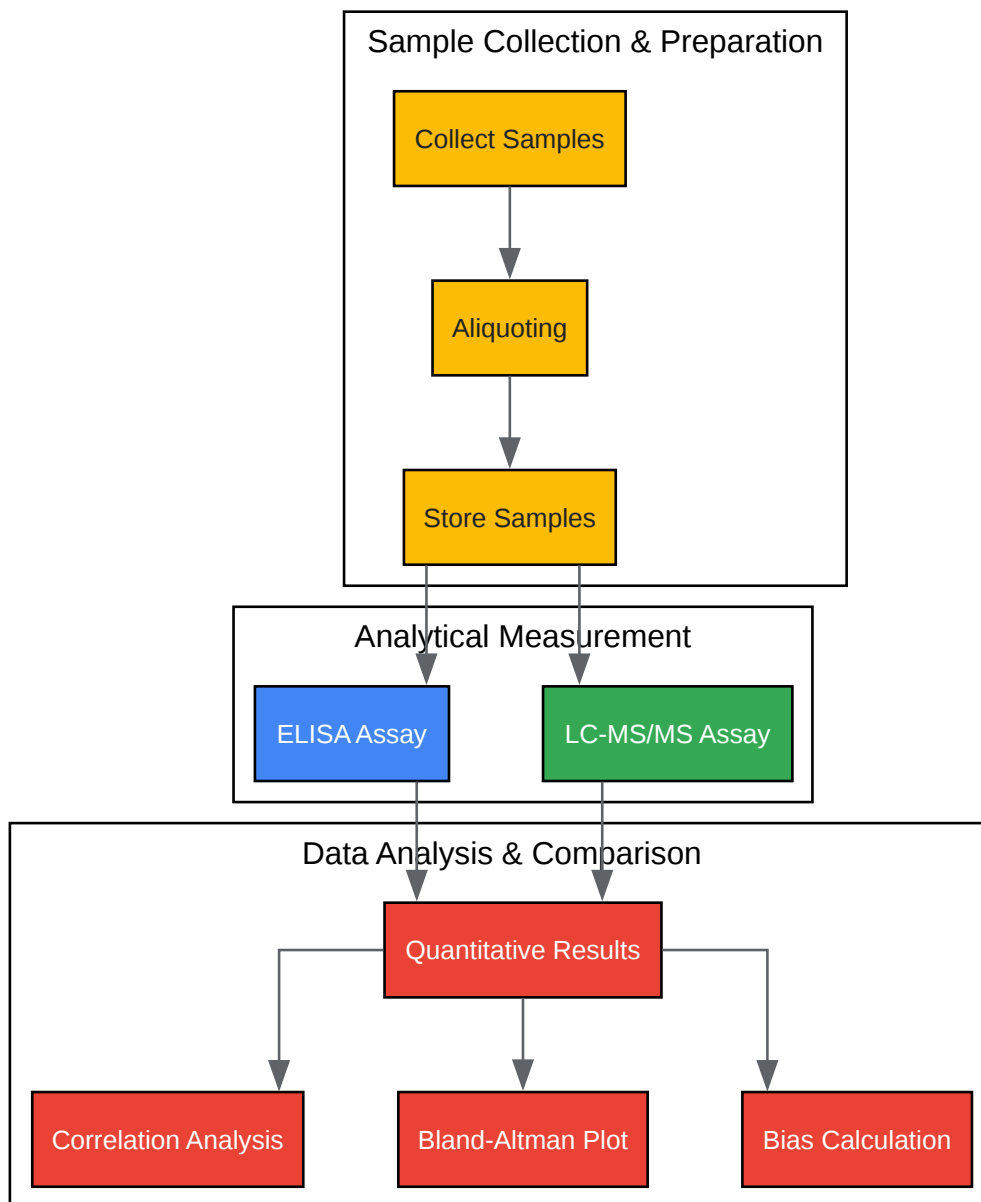 Sample Collection & Preparation
Collect Samples
Aliquoting
Store Samples
Analytical Measurement
ELISA Assay
LC-MS/MS Assay
Data Analysis & Comparison
Quantitative Results
Correlation Analysis
Bland-Altman Plot
Bias Calculation